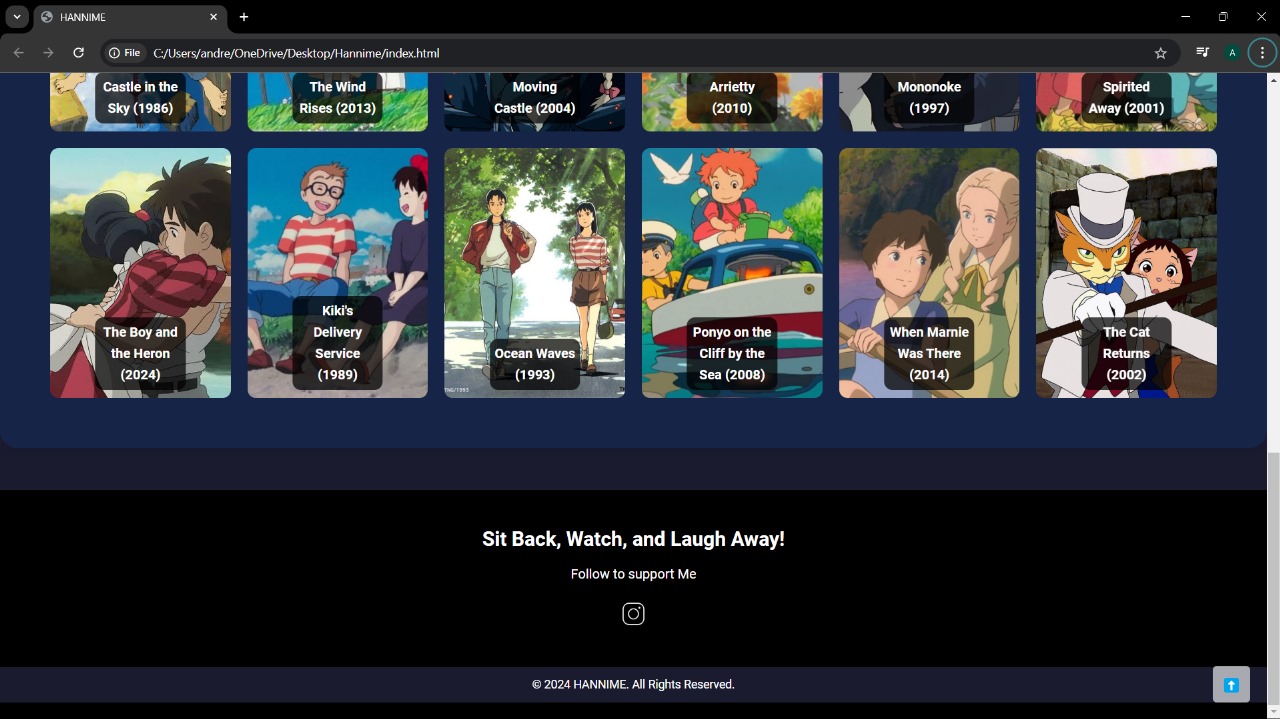 HANNIME
File
C:/Users/andre/OneDrive/Desktop/Hannime/index.html
A
Castle in the
Sky (1986)
The Wind
Rises (2013)
Moving
Castle (2004)
Arrietty
(2010)
Mononoke
(1997)
Spirited
Away (2001)
The Boy and
the Heron
(2024)
Kiki's
Delivery
Service
(1989)
Ocean Waves
(1993)
Ponyo on the
Cliff by the
Sea (2008)
When Marnie
Was There
(2014)
The Cat
Returns
(2002)
Sit Back, Watch, and Laugh Away!
Follow to support Me
© 2024 HANNIME. All Rights Reserved.